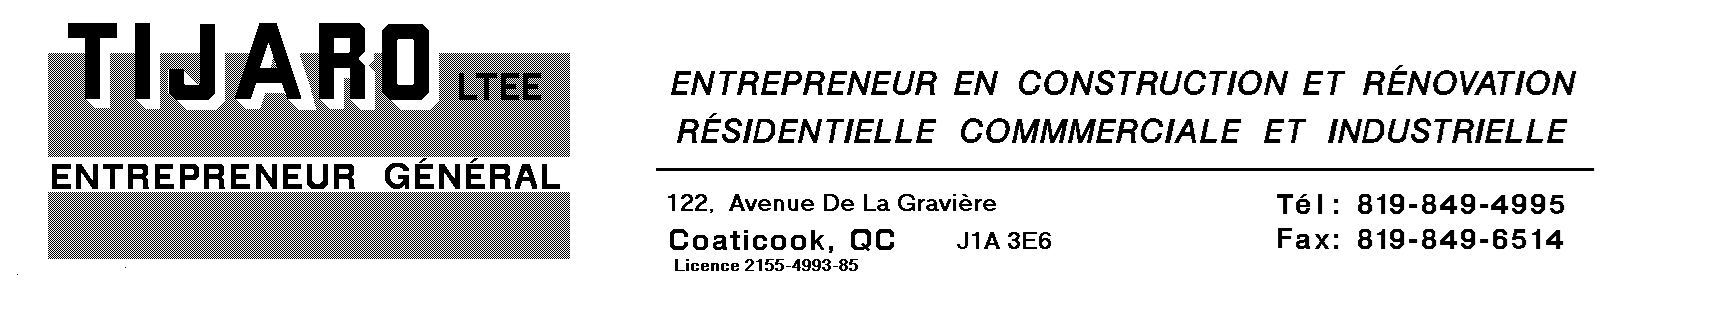 TIJARO LTEE
ENTREPRENEUR GÉNÉRAL
ENTREPRENEUR EN CONSTRUCTION ET RÉNOVATION
RÉSIDENTIELLE COMMMERCIALE ET INDUSTRIELLE
122, Avenue De La Gravière
Coaticook, QC J1A 3E6
Licence 2155-4993-85
Tél: 819-849-4995
Fax: 819-849-6514